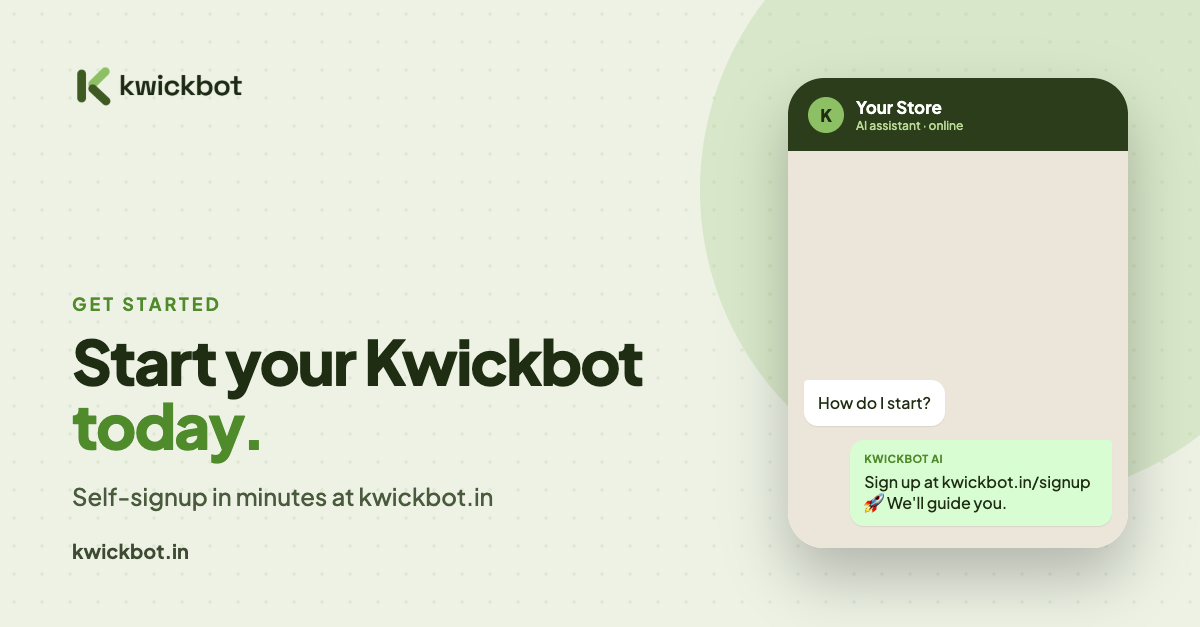 kwickbot
GET STARTED
Start your Kwickbot
today.
Self-signup in minutes at kwickbot.in
kwickbot.in
K
Your Store
AI assistant · online
How do I start?
KWICKBOT AI
Sign up at kwickbot.in/signup
🚀 We'll guide you.